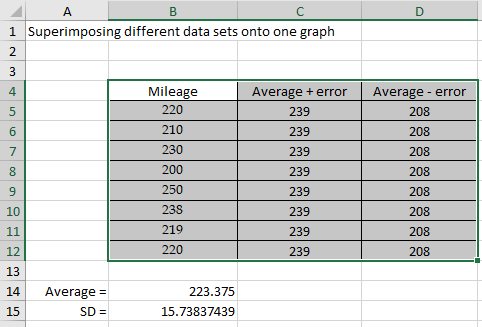 A B C D
1 Superimposing different data sets onto one graph
2
3
4 Mileage Average + error Average - error
5 220 239 208
6 210 239 208
7 230 239 208
8 200 239 208
9 250 239 208
10 238 239 208
11 219 239 208
12 220 239 208
13
14 Average = 223.375
15 SD = 15.73837439